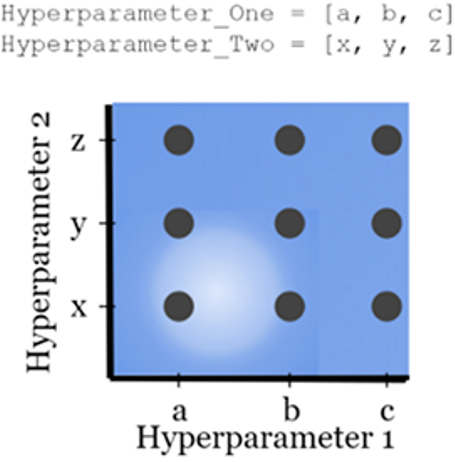 Hyperparameter_One = [a, b, c]
Hyperparameter_Two = [x, y, z]
Hyperparameter 2
z
y
x
a b c
Hyperparameter 1